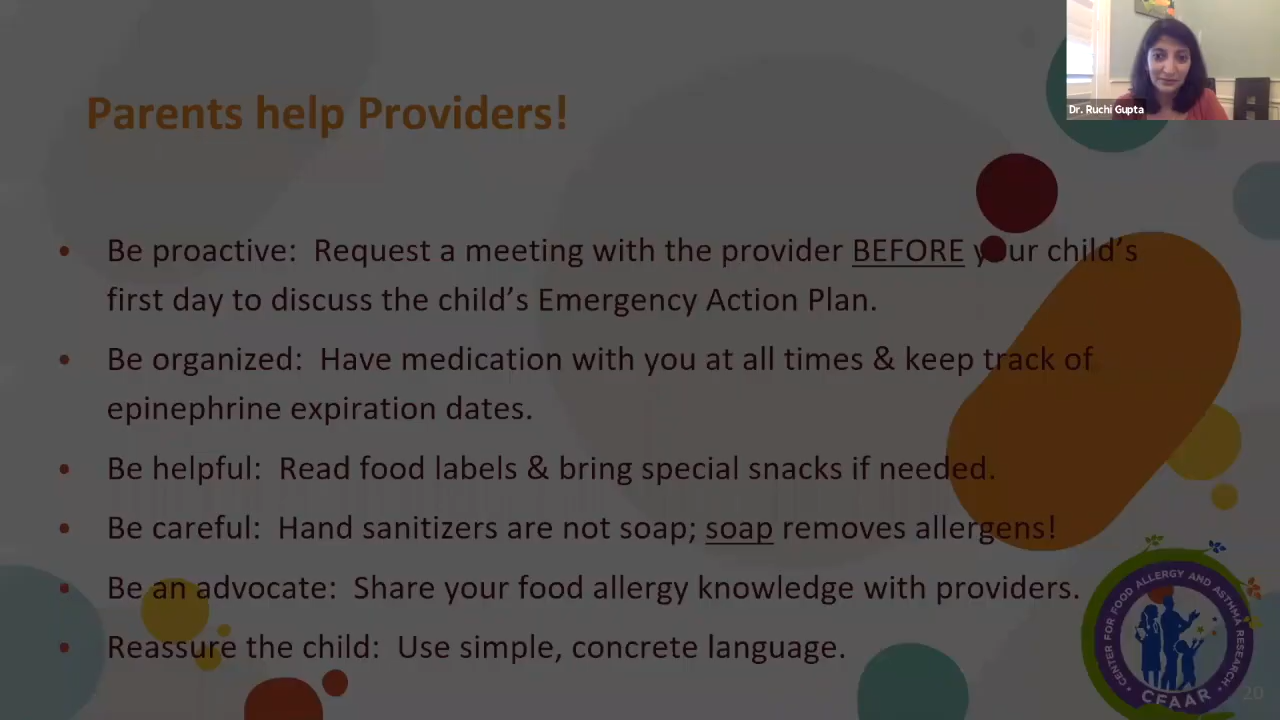 Dr. Ruchi Gupta
Parents help Providers!
• Be proactive:  Request a meeting with the provider BEFORE your child's
first day to discuss the child's Emergency Action Plan.
• Be organized:  Have medication with you at all times & keep track of
epinephrine expiration dates.
• Be helpful:  Read food labels & bring special snacks if needed.
• Be careful:  Hand sanitizers are not soap; soap removes allergens!
• Be an advocate:  Share your food allergy knowledge with providers.
• Reassure the child:  Use simple, concrete language.
CENTER FOR FOOD ALLERGY AND ASTHMA RESEARCH
• CFAAR •
20